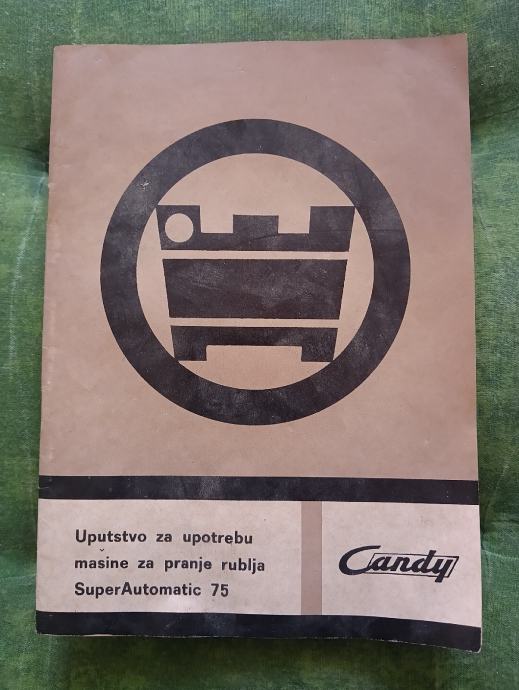 Uputstvo za upotrebu
mašine za pranje rublja
SuperAutomatic 75
Candy